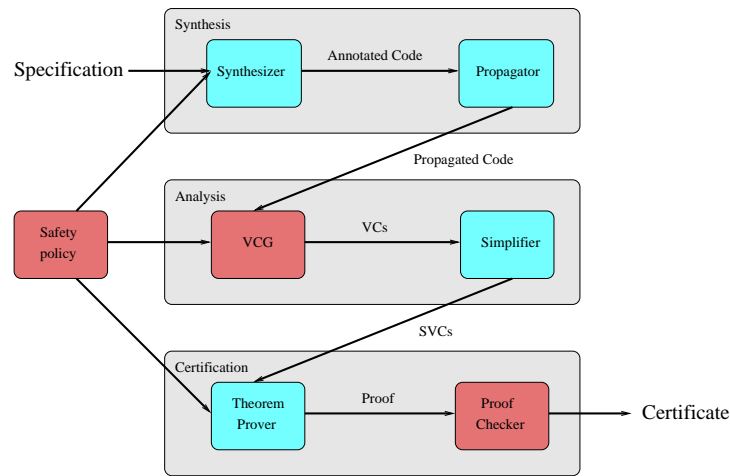 Synthesis
Specification
Synthesizer
Annotated Code
Propagator
Propagated Code
Analysis
Safety
policy
VCG
VCs
Simplifier
SVCs
Certification
Theorem
Prover
Proof
Proof
Checker
Certificate